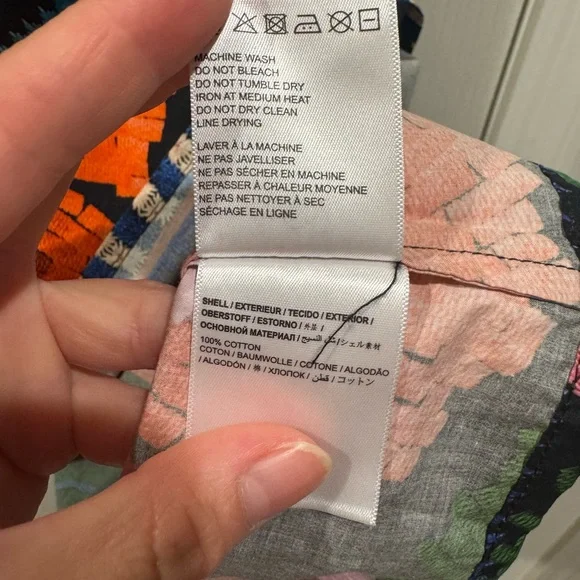 MACHINE WASH
DO NOT BLEACH
DO NOT TUMBLE DRY
IRON AT MEDIUM HEAT
DO NOT DRY CLEAN
LINE DRYING
LAVER À LA MACHINE
NE PAS JAVELLISER
NE PAS SÉCHER EN MACHINE
REPASSER À CHALEUR MOYENNE
NE PAS NETTOYER À SEC
SÉCHAGE EN LIGNE
SHELL / EXTERIEUR / TECIDO / EXTERIOR /
OBERSTOFF / ESTORNO / 外层 /
ОСНОВНОЙ МАТЕРИАЛ / شكل النسيج / シェル素材
100% COTTON
COTON / BAUMWOLLE / COTONE / ALGODÃO
/ ALGODÓN / 棉 / ХЛОПОК / قطن / コットン